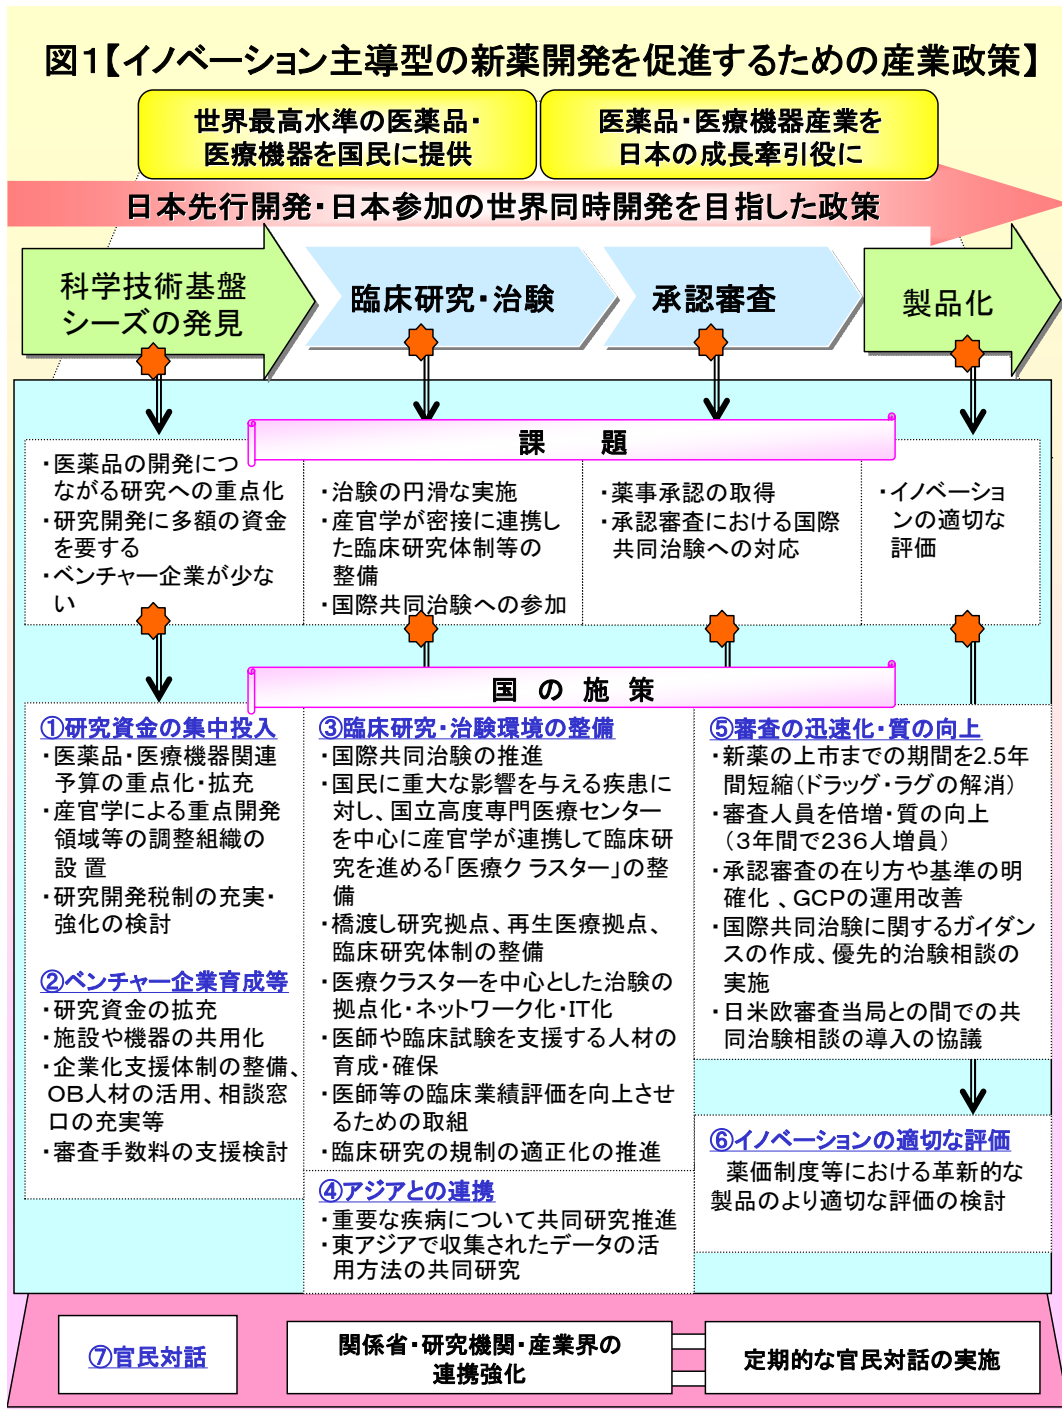 図1【イノベーション主導型の新薬開発を促進するための産業政策】
世界最高水準の医薬品・
医療機器を国民に提供
医薬品・医療機器産業を
日本の成長牽引役に
日本先行開発・日本参加の世界同時開発を目指した政策
科学技術基盤
シーズの発見
臨床研究・治験
承認審査
製品化
課　題
・医薬品の開発につ
ながる研究への重点化
・研究開発に多額の資金
を要する
・ベンチャー企業が少な
い
・治験の円滑な実施
・産官学が密接に連携し
た臨床研究体制等の
整備
・国際共同治験への参加
・薬事承認の取得
・承認審査における国際
共同治験への対応
・イノベーショ
ンの適切な
評価
国 の 施 策
①研究資金の集中投入
・医薬品・医療機器関連
予算の重点化・拡充
・産官学による重点開発
領域等の調整組織の
設 置
・研究開発税制の充実・
強化の検討
②ベンチャー企業育成等
・研究資金の拡充
・施設や機器の共用化
・企業化支援体制の整備、
OB人材の活用、相談窓
口の充実等
・審査手数料の支援検討
③臨床研究・治験環境の整備
・国際共同治験の推進
・国民に重大な影響を与える疾患に
対し、国立高度専門医療センター
を中心に産官学が連携して臨床研
究を進める「医療ク ラスター」の整
備
・橋渡し研究拠点、再生医療拠点、
臨床研究体制の整備
・医療クラスターを中心とした治験の
拠点化・ネットワーク化・IT化
・医師や臨床試験を支援する人材の
育成・確保
・医師等の臨床業績評価を向上させ
るための取組
・臨床研究の規制の適正化の推進
④アジアとの連携
・重要な疾病について共同研究推進
・東アジアで収集されたデータの活
用方法の共同研究
⑤審査の迅速化・質の向上
・新薬の上市までの期間を2.5年
間短縮（ドラッグ・ラグの解消）
・審査人員を倍増・質の向上
（3年間で236人増員）
・承認審査の在り方や基準の明
確化 、GCPの運用改善
・国際共同治験に関するガイダン
スの作成、優先的治験相談の
実施
・日米欧審査当局との間での共
同治験相談の導入の協議
⑥イノベーションの適切な評価
薬価制度等における革新的な
製品のより適切な評価の検討
⑦官民対話
関係省・研究機関・産業界の
連携強化
定期的な官民対話の実施